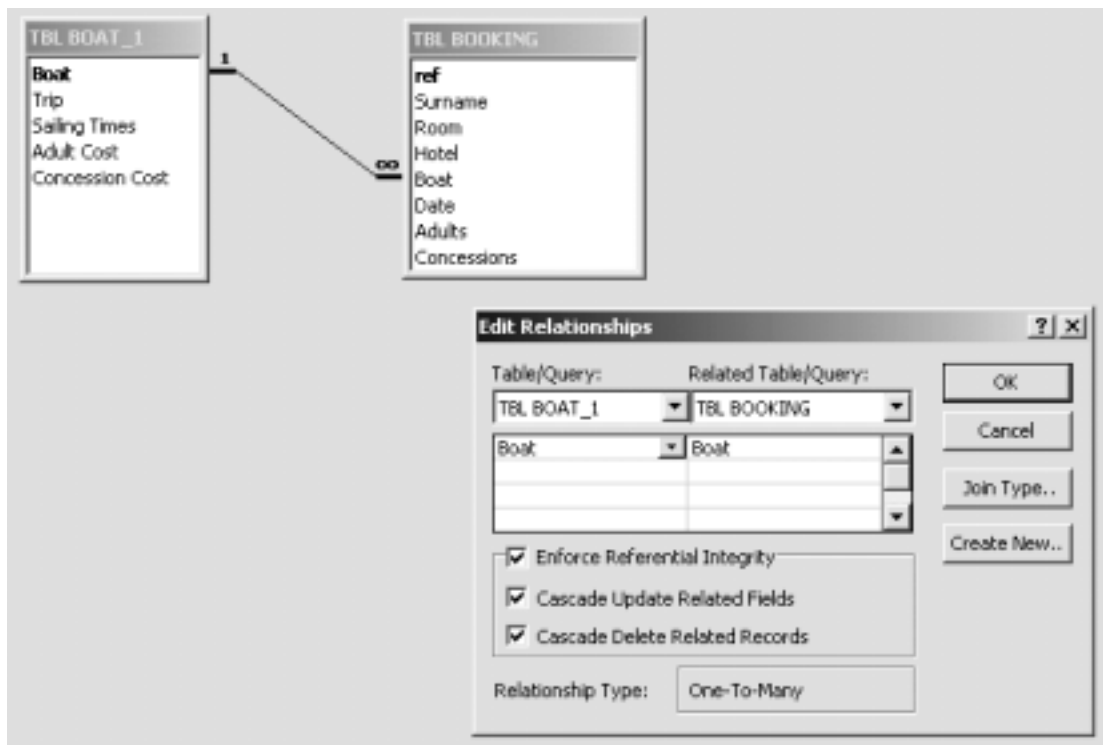 TBL BOAT_1
Boat
Trip
Sailing Times
Adult Cost
Concession Cost
1
∞
TBL BOOKING
ref
Surname
Room
Hotel
Boat
Date
Adults
Concessions
Edit Relationships
? x
Table/Query: Related Table/Query:
TBL BOAT_1 TBL BOOKING
Boat Boat
OK
Cancel
Join Type..
Create New..
Enforce Referential Integrity
Cascade Update Related Fields
Cascade Delete Related Records
Relationship Type: One-To-Many